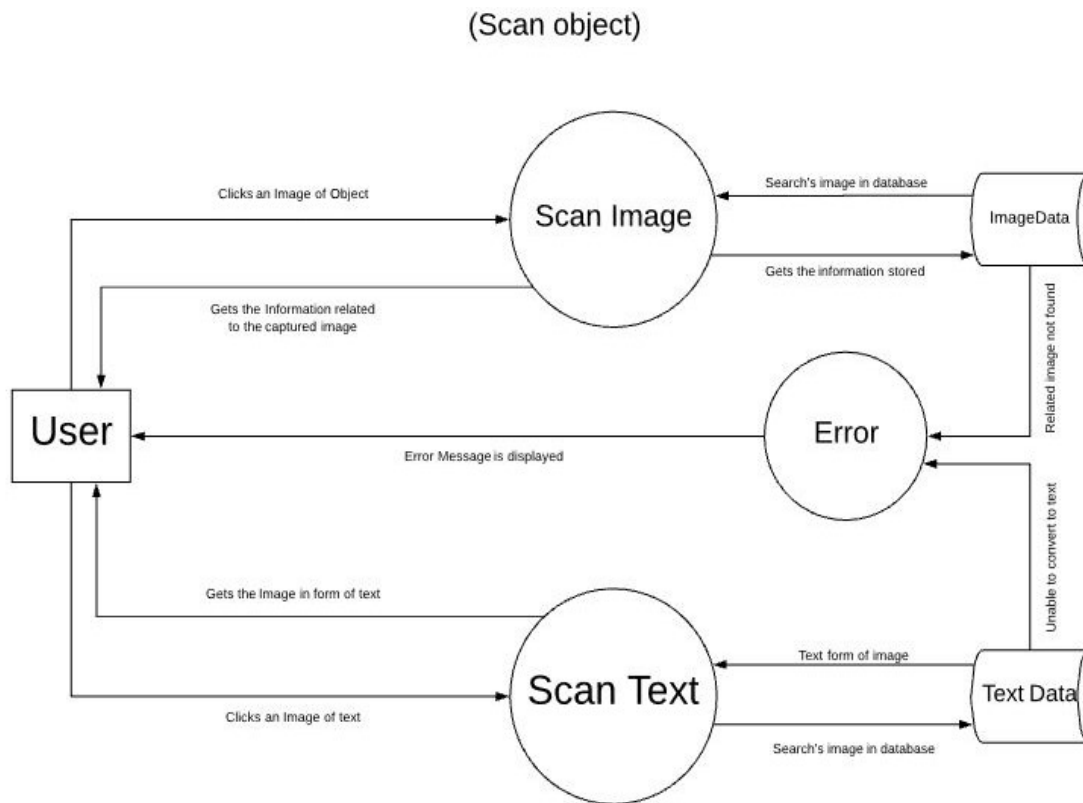 (Scan object)
Clicks an Image of Object
Scan Image
Search's image in database
ImageData
Gets the information stored
Gets the Information related
to the captured image
Related image not found
User
Error
Error Message is displayed
Unable to convert to text
Gets the Image in form of text
Scan Text
Text form of image
Text Data
Clicks an Image of text
Search's image in database